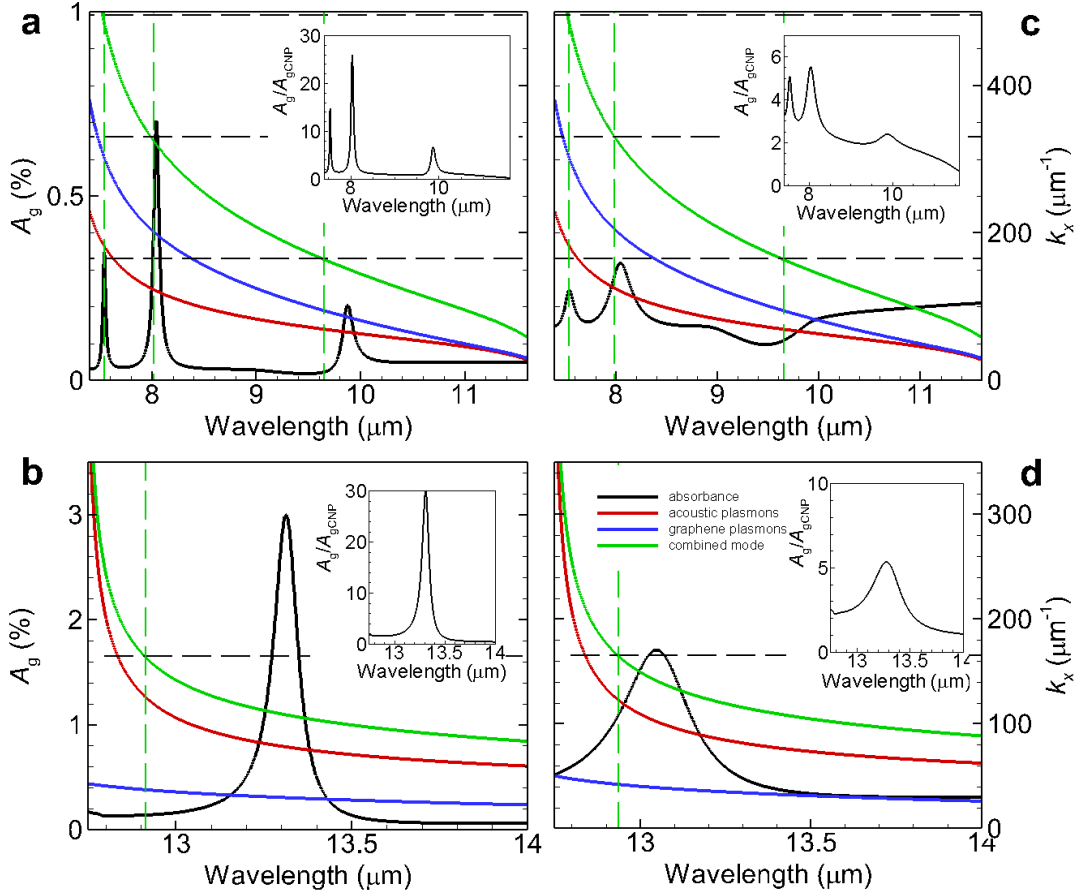 a
1
0.5
0
A_g (%)
8
9
10
11
Wavelength (μm)
30
20
10
0
A_g/A_gCNP
8
10
Wavelength (μm)
c
6
4
2
0
A_g/A_gCNP
8
10
Wavelength (μm)
400
200
0
k_x (μm⁻¹)
8
9
10
11
Wavelength (μm)
b
3
2
1
0
A_g (%)
13
13.5
14
Wavelength (μm)
30
20
10
0
A_g/A_gCNP
13
13.5
14
Wavelength (μm)
d
absorbance
acoustic plasmons
graphene plasmons
combined mode
10
5
0
A_g/A_gCNP
13
13.5
14
Wavelength (μm)
300
200
100
0
k_x (μm⁻¹)
13
13.5
14
Wavelength (μm)